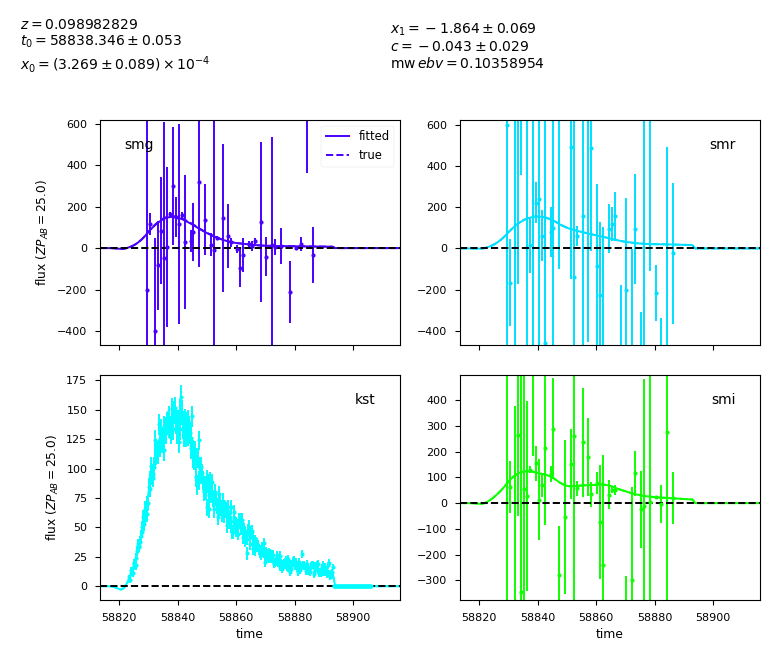 z = 0.098982829
t₀ = 58838.346 ± 0.053
x₀ = (3.269 ± 0.089) × 10⁻⁴
x₁ = −1.864 ± 0.069
c = −0.043 ± 0.029
mw ebv = 0.10358954
600
400
200
0
−200
−400
flux (ZP_AB = 25.0)
smg
fitted
true
600
400
200
0
−200
−400
smr
175
150
125
100
75
50
25
0
flux (ZP_AB = 25.0)
kst
58820 58840 58860 58880 58900
time
400
300
200
100
0
−100
−200
−300
smi
58820 58840 58860 58880 58900
time